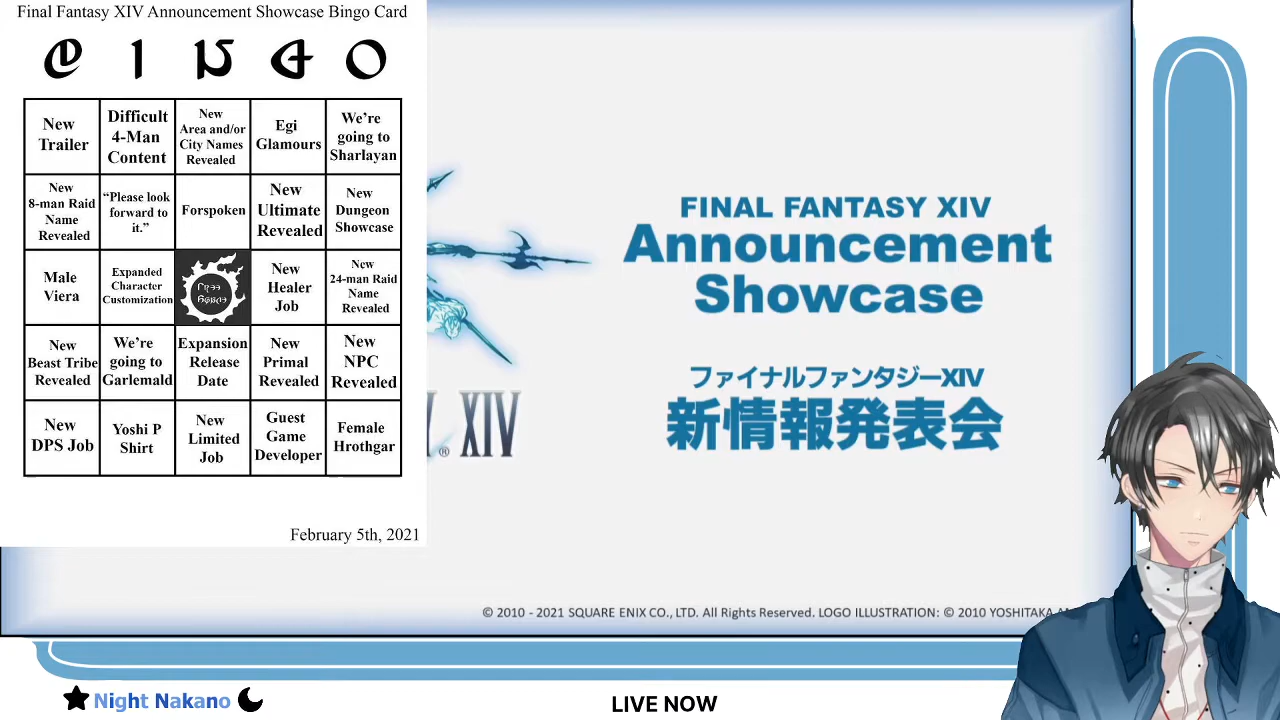 Final Fantasy XIV Announcement Showcase Bingo Card
New
Trailer
Difficult
4-Man
Content
New
Area and/or
City Names
Revealed
Egi
Glamours
We're
going to
Sharlayan
New
8-man Raid
Name
Revealed
“Please look
forward to
it.”
Forspoken
New
Ultimate
Revealed
New
Dungeon
Showcase
Male
Viera
Expanded
Character
Customization
New
Healer
Job
New
24-man Raid
Name
Revealed
New
Beast Tribe
Revealed
We're
going to
Garlemald
Expansion
Release
Date
New
Primal
Revealed
New
NPC
Revealed
New
DPS Job
Yoshi P
Shirt
New
Limited
Job
Guest
Game
Developer
Female
Hrothgar
February 5th, 2021
FINAL FANTASY XIV
Announcement
Showcase
ファイナルファンタジーXIV
新情報発表会
® XIV
© 2010 - 2021 SQUARE ENIX CO., LTD. All Rights Reserved. LOGO ILLUSTRATION: © 2010 YOSHITAKA
Night Nakano
LIVE NOW